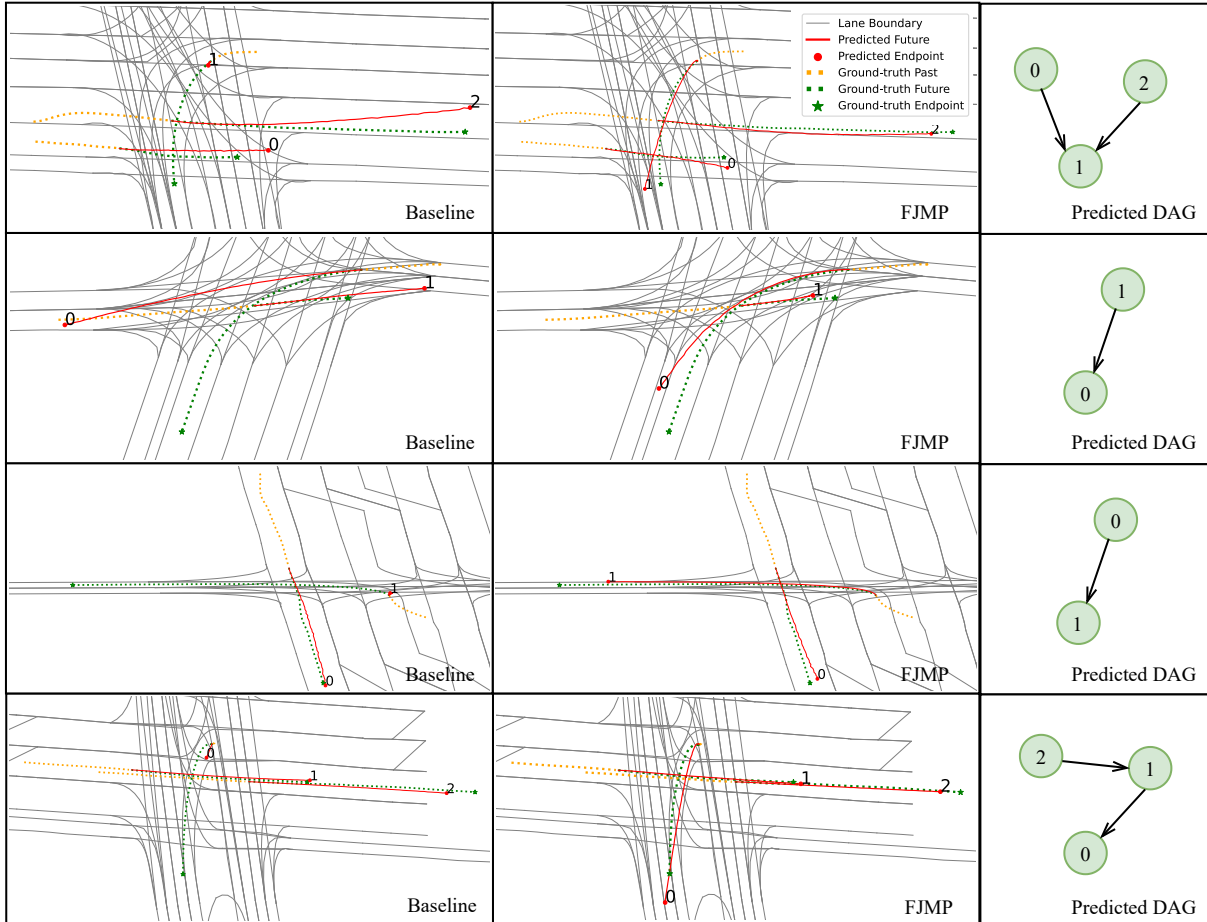 1
2
0
Baseline
Lane Boundary
Predicted Future
Predicted Endpoint
Ground-truth Past
Ground-truth Future
Ground-truth Endpoint
2
0
1
FJMP
0
2
1
Predicted DAG
1
0
Baseline
1
0
FJMP
1
0
Predicted DAG
1
0
Baseline
1
0
FJMP
0
1
Predicted DAG
0
1
2
Baseline
1
2
0
FJMP
2
1
0
Predicted DAG